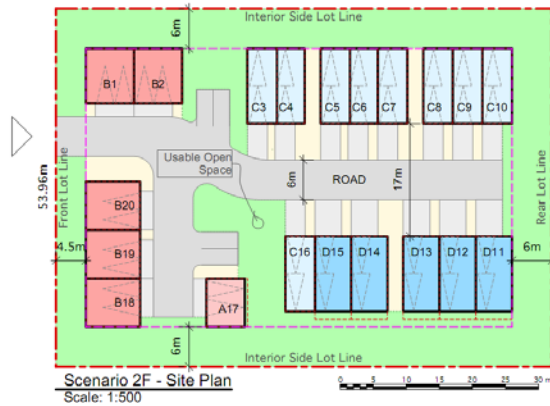 Interior Side Lot Line
6m
B1
B2
C3
C4
C5
C6
C7
C8
C9
C10
Usable Open
Space
53.96m
Front Lot Line
6m
ROAD
17m
Rear Lot Line
B20
4.5m
B19
C16
D15
D14
D13
D12
D11
6m
B18
A17
6m
Interior Side Lot Line
Scenario 2F - Site Plan
Scale: 1:500
0
5
10
15
20
25
30 m